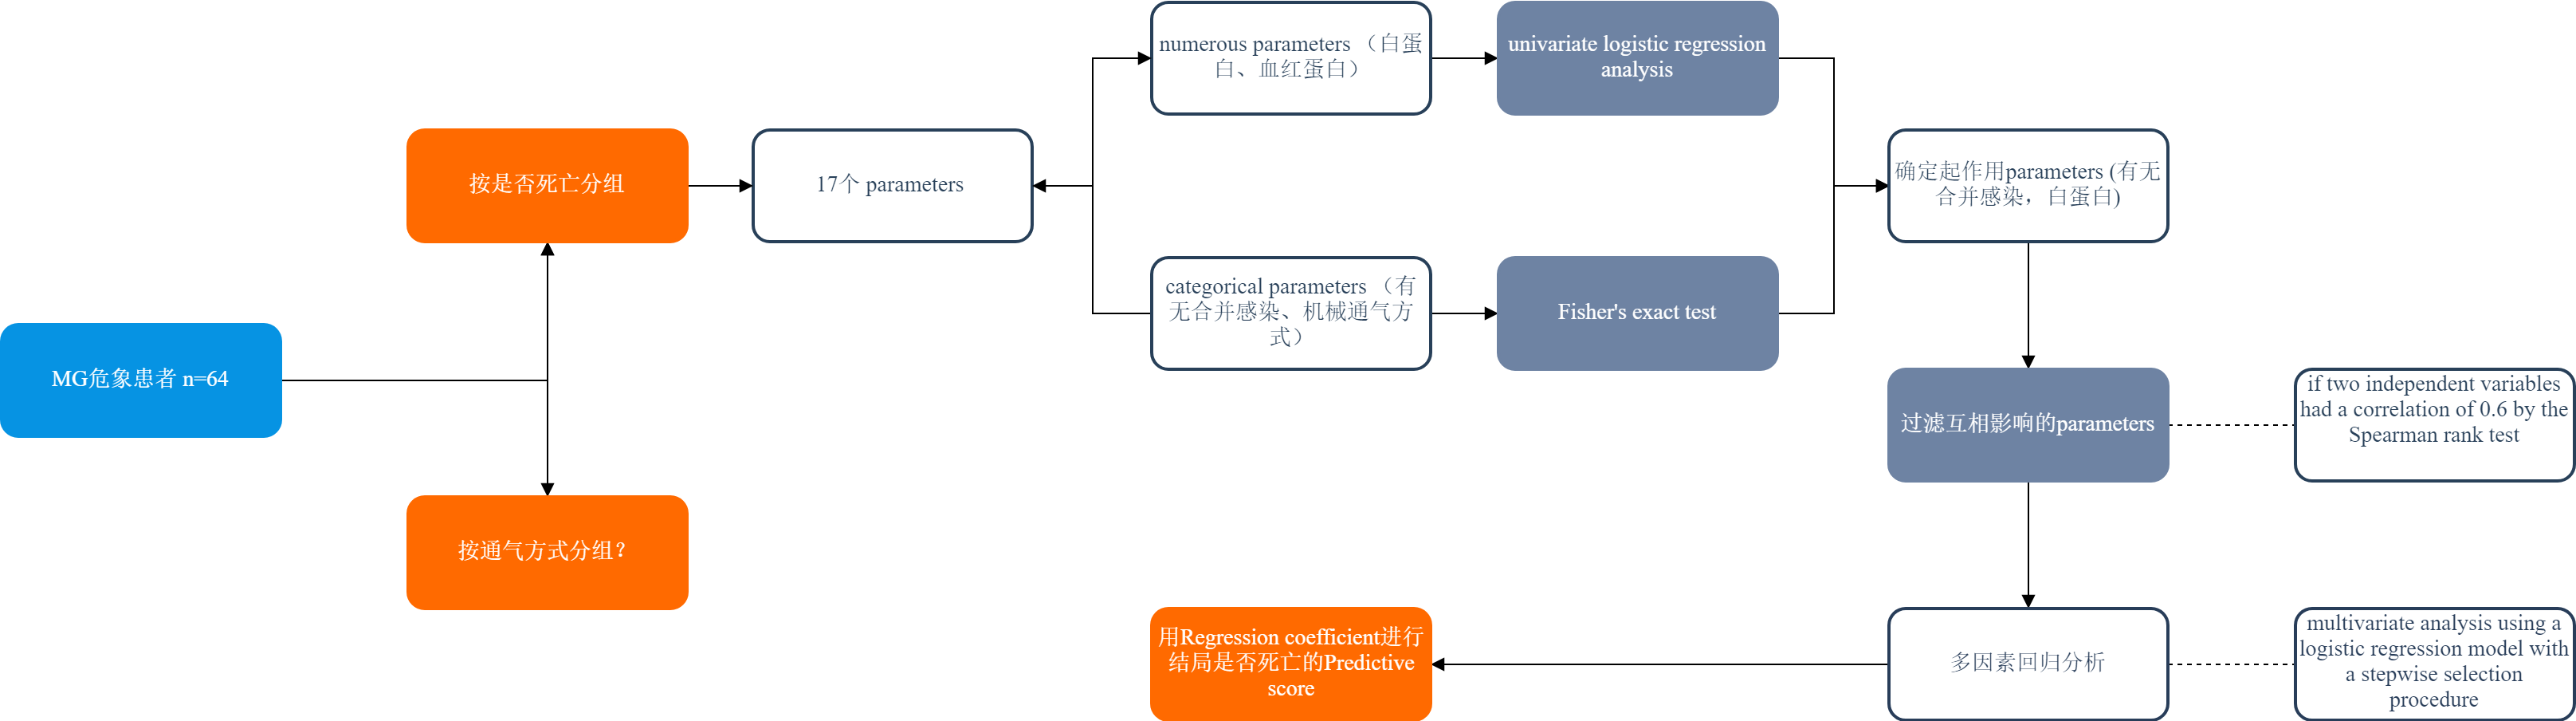 MG危象患者 n=64
按是否死亡分组
按通气方式分组？
17个 parameters
numerous parameters （白蛋
白、血红蛋白）
categorical parameters （有
无合并感染、机械通气方
式）
univariate logistic regression
analysis
Fisher's exact test
确定起作用parameters (有无
合并感染，白蛋白)
过滤互相影响的parameters
if two independent variables
had a correlation of 0.6 by the
Spearman rank test
多因素回归分析
multivariate analysis using a
logistic regression model with
a stepwise selection
procedure
用Regression coefficient进行
结局是否死亡的Predictive
score